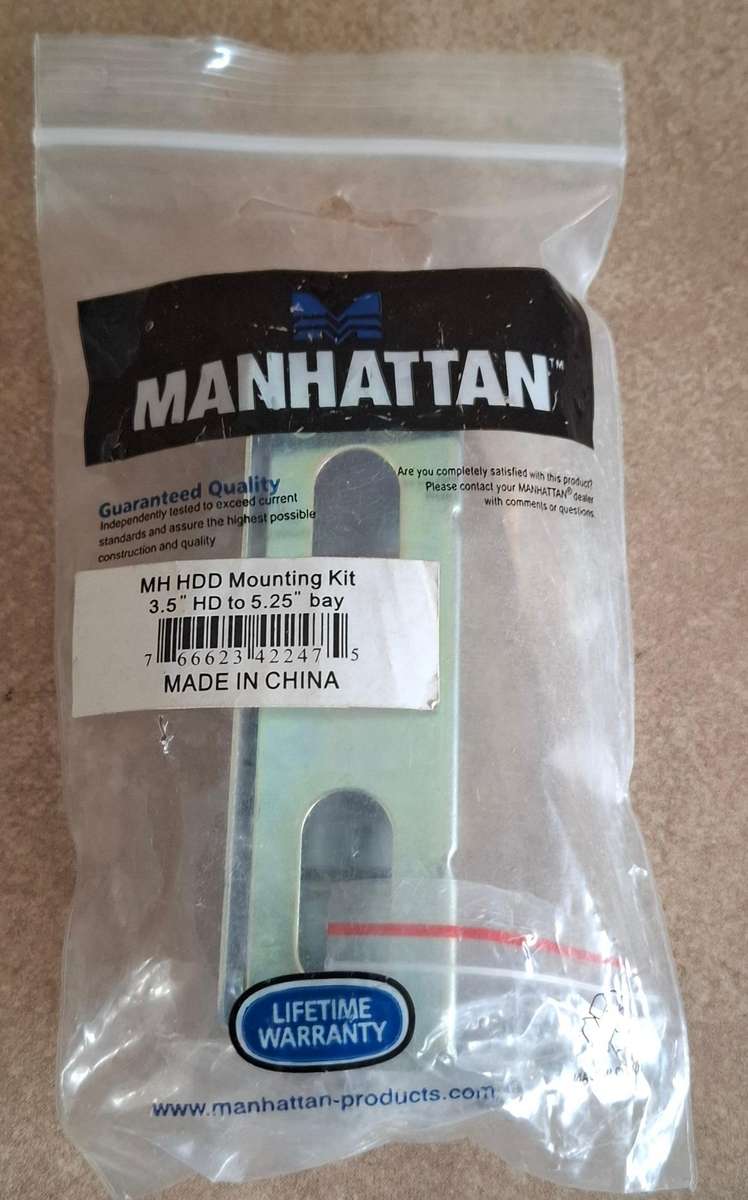 MANHATTAN™
Guaranteed Quality
Independently tested to exceed current
standards and assure the highest possible
construction and quality
Are you completely satisfied with this product?
Please contact your MANHATTAN® dealer
with comments or questions.
MH HDD Mounting Kit
3.5" HD to 5.25" bay
7 66623 42247 5
MADE IN CHINA
LIFETIME
WARRANTY
www.manhattan-products.com